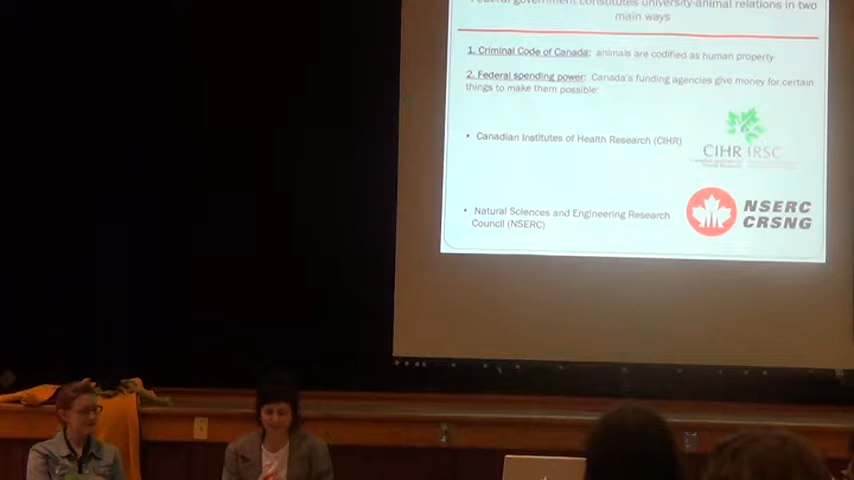 Federal government constitutes university-animal relations in two
main ways
1. Criminal Code of Canada: animals are codified as human property
2. Federal spending power: Canada's funding agencies give money for certain
things to make them possible:
• Canadian Institutes of Health Research (CIHR)
CIHR IRSC
• Natural Sciences and Engineering Research
Council (NSERC)
NSERC
CRSNG